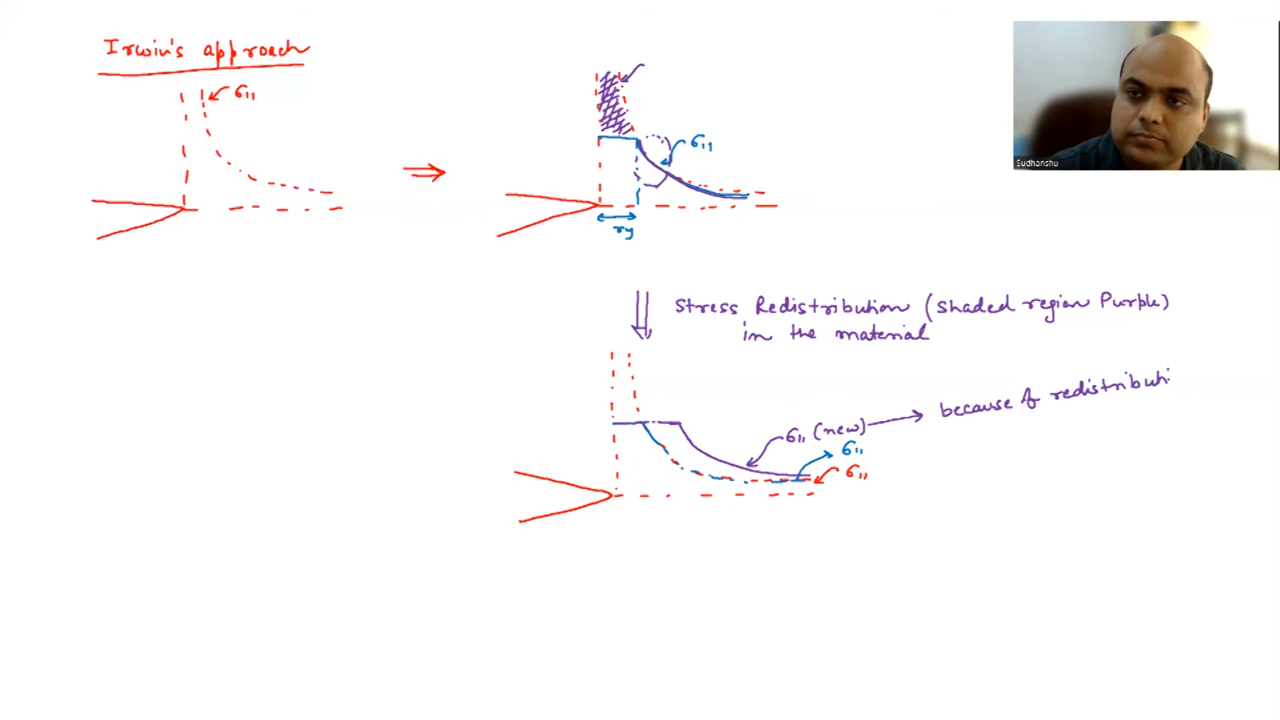 Irwin's approach
σ11
σ11
ry
Sudhanshu
Stress Redistribution (shaded region Purple)
in the material
because of redistributi
σ11 (new)
σ11
σ11